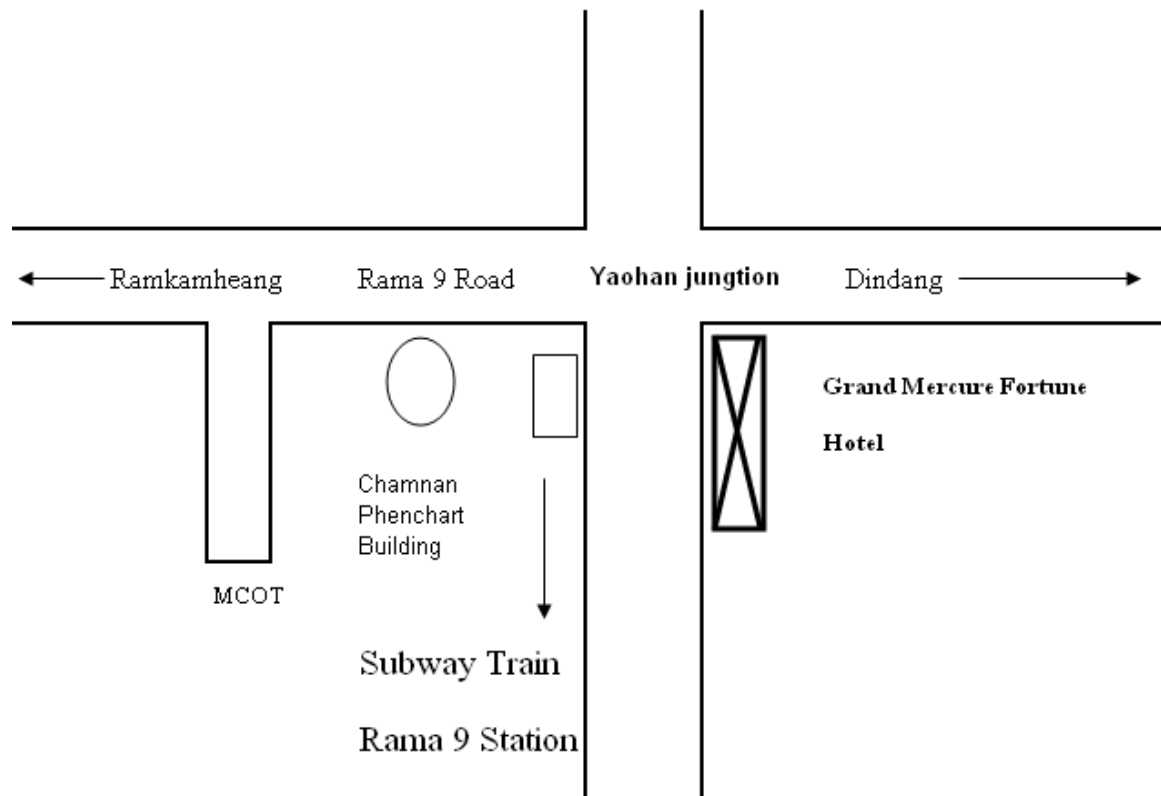 Ramkamheang Rama 9 Road Yaohan jungtion Dindang
Grand Mercure Fortune
Hotel
Chamnan
Phenchart
Building
MCOT
Subway Train
Rama 9 Station